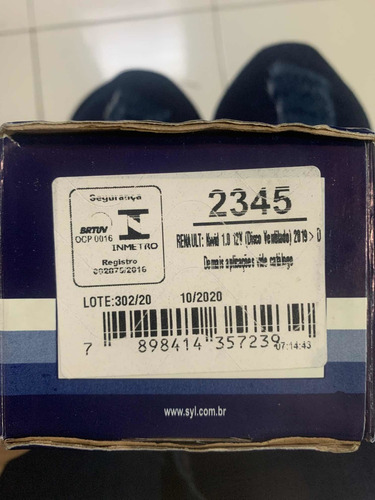 Segurança
BRTUV
OCP 0016
INMETRO
Registro
002875/2016
2345
RENAULT: Kwid 1.0 12V (Disco Ventilado) 2019 > D
Demais aplicações vide catálogo
LOTE:302/20 10/2020
7 898414 357239
07:14:43
www.syl.com.br